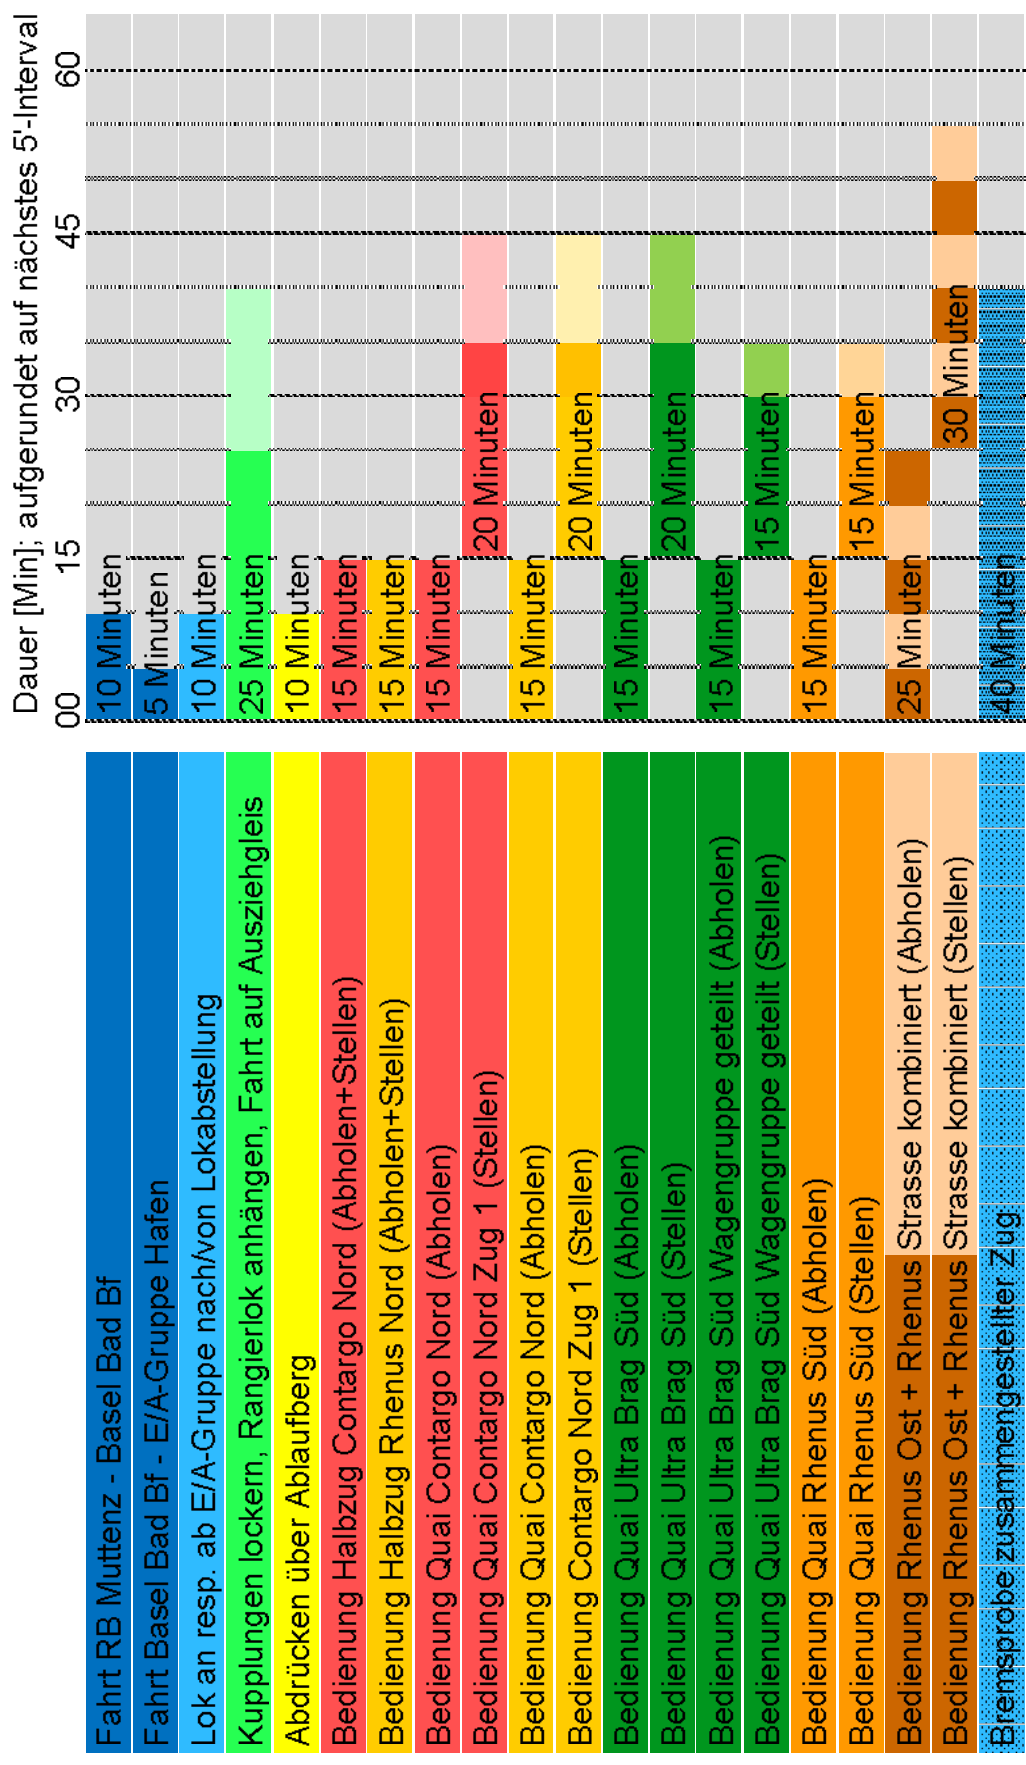 Dauer [Min]; aufgerundet auf nächstes 5'-Interval
00 15 30 45 60
Fahrt RB Muttenz - Basel Bad Bf 10 Minuten
Fahrt Basel Bad Bf - E/A-Gruppe Hafen 5 Minuten
Lok an resp. ab E/A-Gruppe nach/von Lokabstellung 10 Minuten
Kupplungen lockern, Rangierlok anhängen, Fahrt auf Ausziehgleis 25 Minuten
Abdrücken über Ablaufberg 10 Minuten
Bedienung Halbzug Contargo Nord (Abholen+Stellen) 15 Minuten
Bedienung Halbzug Rhenus Nord (Abholen+Stellen) 15 Minuten
Bedienung Quai Contargo Nord (Abholen) 15 Minuten
Bedienung Quai Contargo Nord Zug 1 (Stellen) 20 Minuten
Bedienung Quai Contargo Nord (Abholen) 15 Minuten
Bedienung Contargo Nord Zug 1 (Stellen) 20 Minuten
Bedienung Quai Ultra Brag Süd (Abholen) 15 Minuten
Bedienung Quai Ultra Brag Süd (Stellen) 20 Minuten
Bedienung Quai Ultra Brag Süd Wagengruppe geteilt (Abholen) 15 Minuten
Bedienung Quai Ultra Brag Süd Wagengruppe geteilt (Stellen) 15 Minuten
Bedienung Quai Rhenus Süd (Abholen) 15 Minuten
Bedienung Quai Rhenus Süd (Stellen) 15 Minuten
Bedienung Rhenus Ost + Rhenus Strasse kombiniert (Abholen) 25 Minuten
Bedienung Rhenus Ost + Rhenus Strasse kombiniert (Stellen) 30 Minuten
Bremsprobe zusammengestellter Zug 40 Minuten